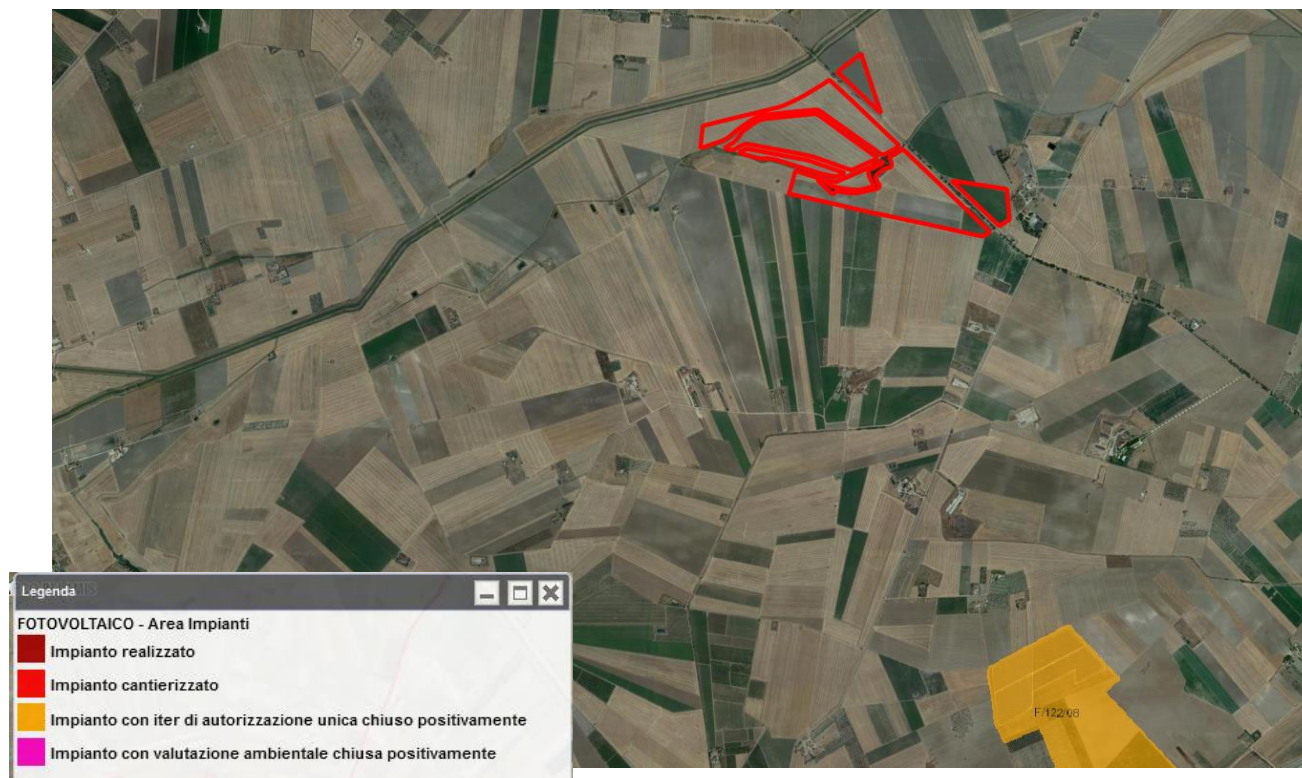 F/122/08
Legenda
FOTOVOLTAICO - Area Impianti
Impianto realizzato
Impianto cantierizzato
Impianto con iter di autorizzazione unica chiuso positivamente
Impianto con valutazione ambientale chiusa positivamente